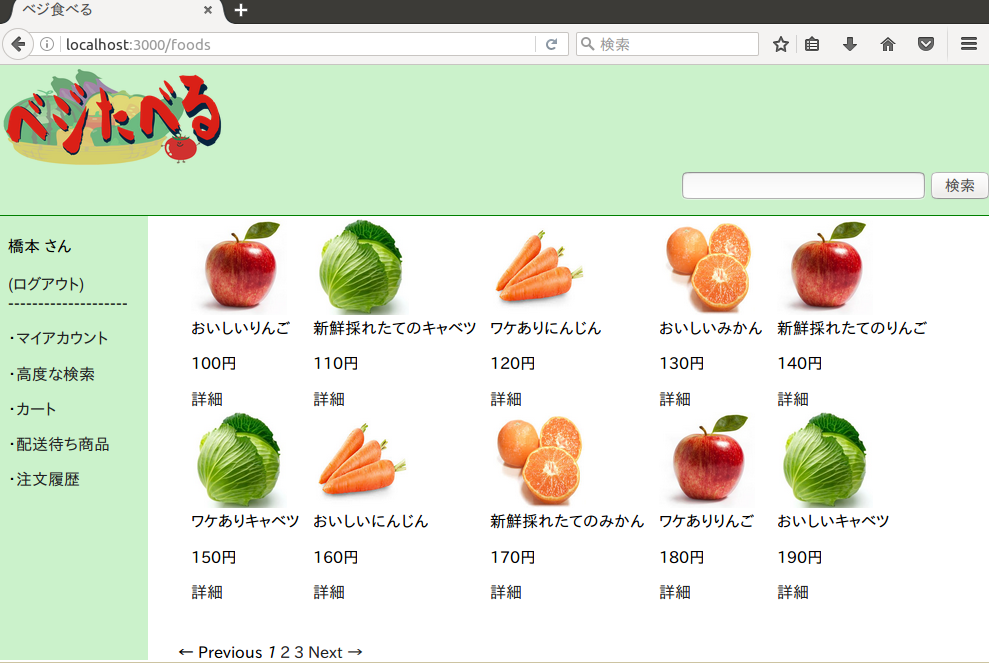 ベジ食べる
localhost:3000/foods
検索
ベジたべる
検索
橋本 さん
(ログアウト)
--------------------
・マイアカウント
・高度な検索
・カート
・配送待ち商品
・注文履歴
おいしいりんご 新鮮採れたてのキャベツ ワケありにんじん おいしいみかん 新鮮採れたてのりんご
100円 110円 120円 130円 140円
詳細 詳細 詳細 詳細 詳細
ワケありキャベツ おいしいにんじん 新鮮採れたてのみかん ワケありりんご おいしいキャベツ
150円 160円 170円 180円 190円
詳細 詳細 詳細 詳細 詳細
← Previous 1 2 3 Next →